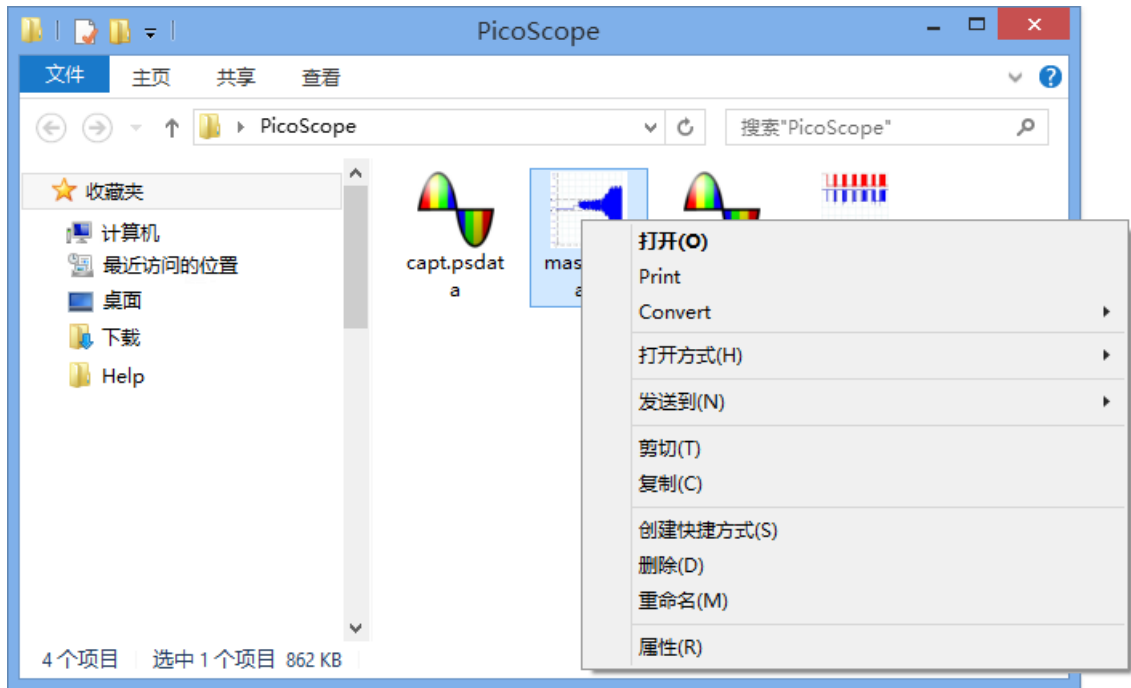 PicoScope
文件 主页 共享 查看
PicoScope
搜索"PicoScope"
收藏夹
计算机
最近访问的位置
桌面
下载
Help
capt.psdat
a
mas
打开(O)
Print
Convert
打开方式(H)
发送到(N)
剪切(T)
复制(C)
创建快捷方式(S)
删除(D)
重命名(M)
属性(R)
4个项目 选中1个项目 862 KB